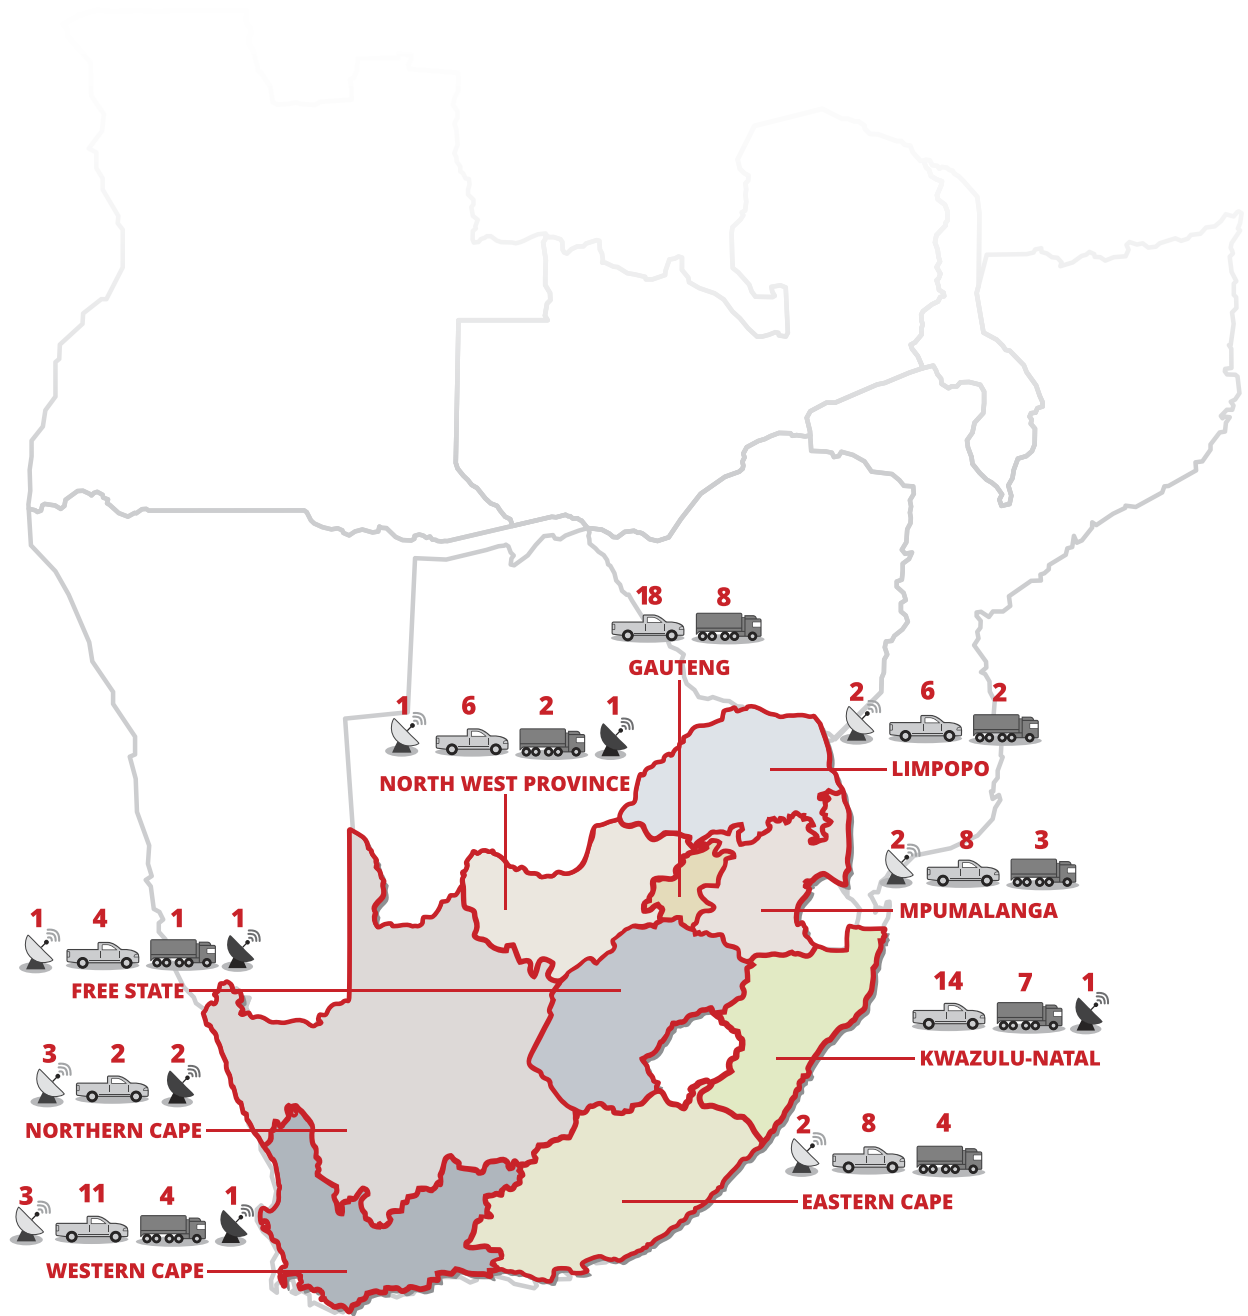 18 8
GAUTENG
1 6 2 1
NORTH WEST PROVINCE
2 6 2
LIMPOPO
2 8 3
MPUMALANGA
1 4 1 1
FREE STATE
14 7 1
KWAZULU-NATAL
3 2 2
NORTHERN CAPE
2 8 4
EASTERN CAPE
3 11 4 1
WESTERN CAPE